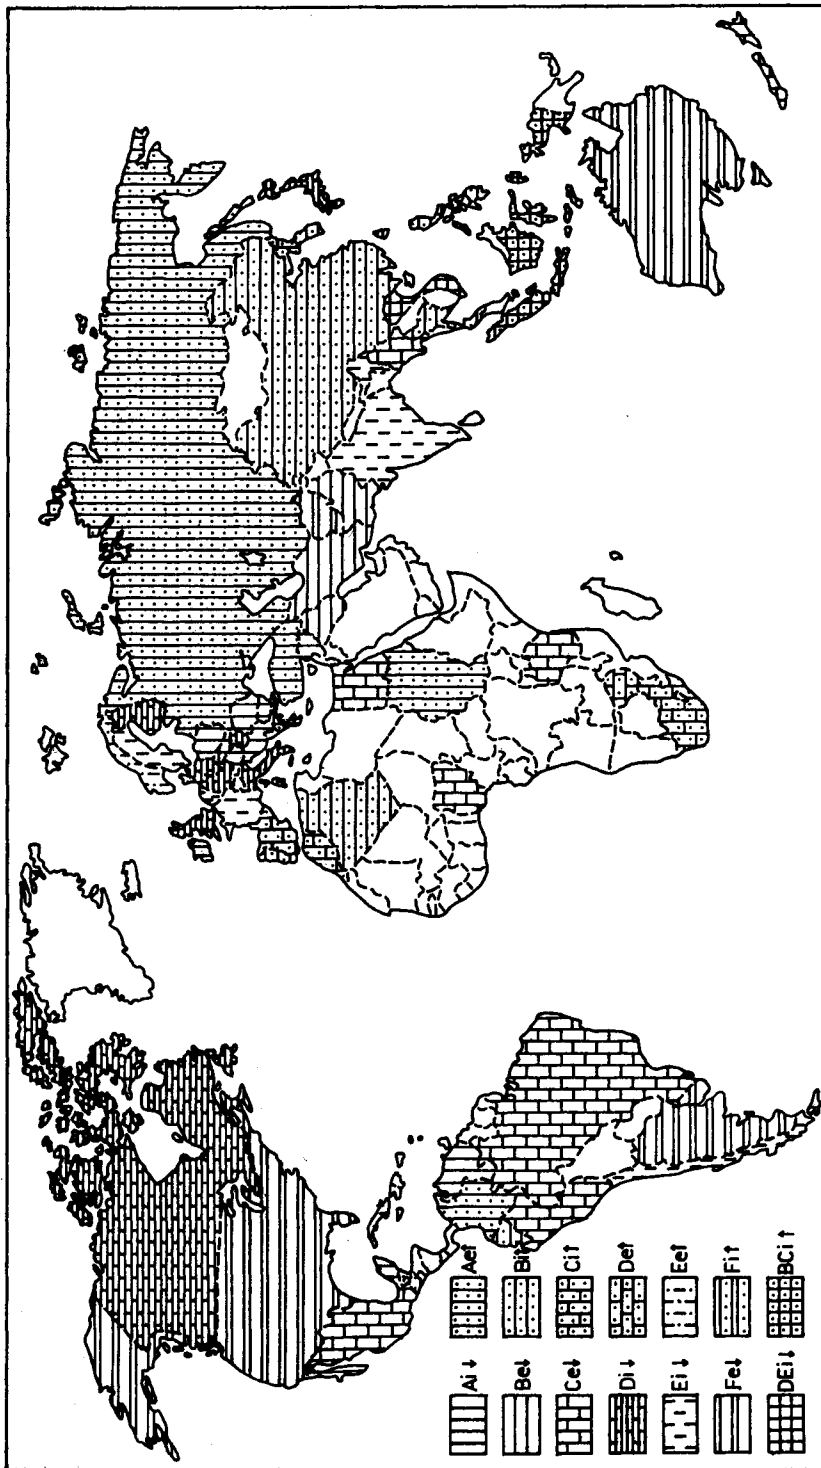 Ai↓ Ae↑
Be↓ Bi↑
Ce↓ Ci↑
Di↓ De↑
Ei↓ Ee↑
Fe↓ Fi↑
DEi↓ BCi↑